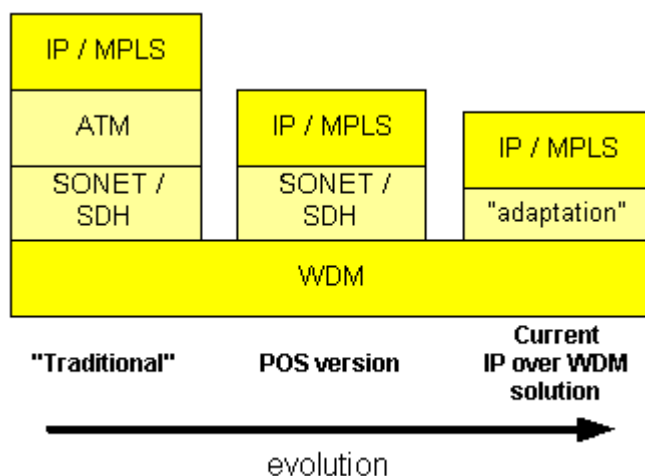 IP / MPLS
ATM
SONET /
SDH
IP / MPLS
SONET /
SDH
IP / MPLS
"adaptation"
WDM
"Traditional"
POS version
Current
IP over WDM
solution
evolution